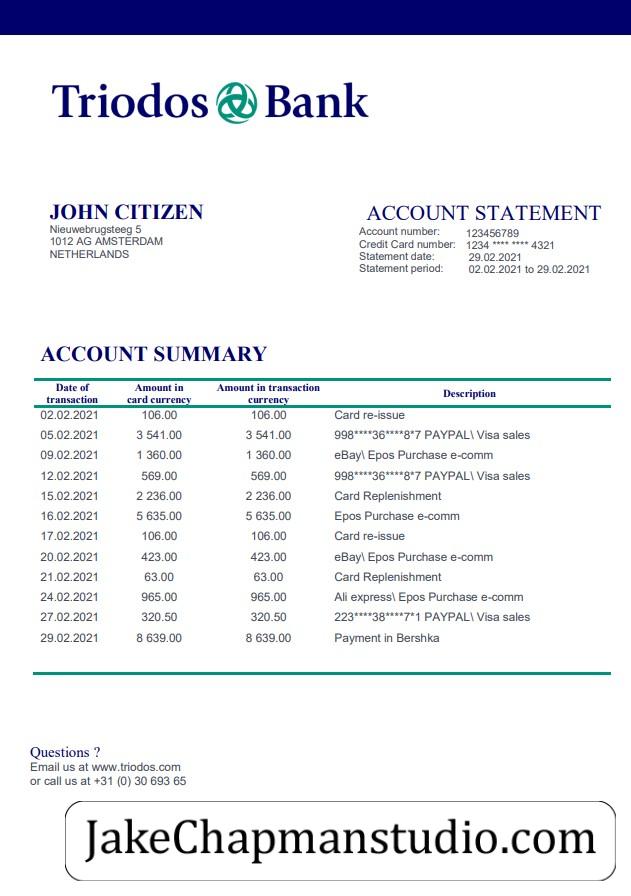 Triodos Bank
JOHN CITIZEN
Nieuwebrugsteeg 5
1012 AG AMSTERDAM
NETHERLANDS
ACCOUNT STATEMENT
Account number: 123456789
Credit Card number: 1234 **** **** 4321
Statement date: 29.02.2021
Statement period: 02.02.2021 to 29.02.2021
ACCOUNT SUMMARY
Date of transaction Amount in card currency Amount in transaction currency Description
02.02.2021 106.00 106.00 Card re-issue
05.02.2021 3 541.00 3 541.00 998****36****8*7 PAYPAL\ Visa sales
09.02.2021 1 360.00 1 360.00 eBay\ Epos Purchase e-comm
12.02.2021 569.00 569.00 998****36****8*7 PAYPAL\ Visa sales
15.02.2021 2 236.00 2 236.00 Card Replenishment
16.02.2021 5 635.00 5 635.00 Epos Purchase e-comm
17.02.2021 106.00 106.00 Card re-issue
20.02.2021 423.00 423.00 eBay\ Epos Purchase e-comm
21.02.2021 63.00 63.00 Card Replenishment
24.02.2021 965.00 965.00 Ali express\ Epos Purchase e-comm
27.02.2021 320.50 320.50 223****38****7*1 PAYPAL\ Visa sales
29.02.2021 8 639.00 8 639.00 Payment in Bershka
Questions ?
Email us at www.triodos.com
or call us at +31 (0) 30 693 65
JakeChapmanstudio.com